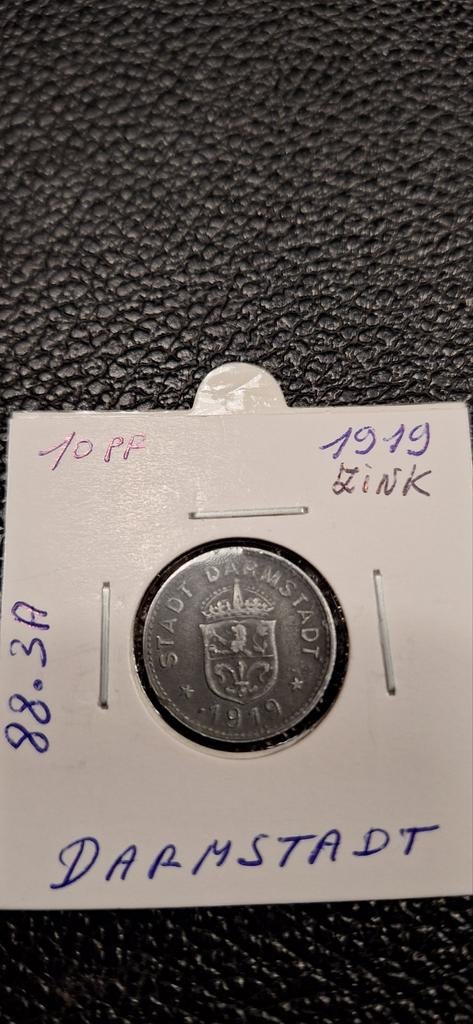 10 PF
1919
ZINK
STADT DARMSTADT
1919
88.3A
DARMSTADT